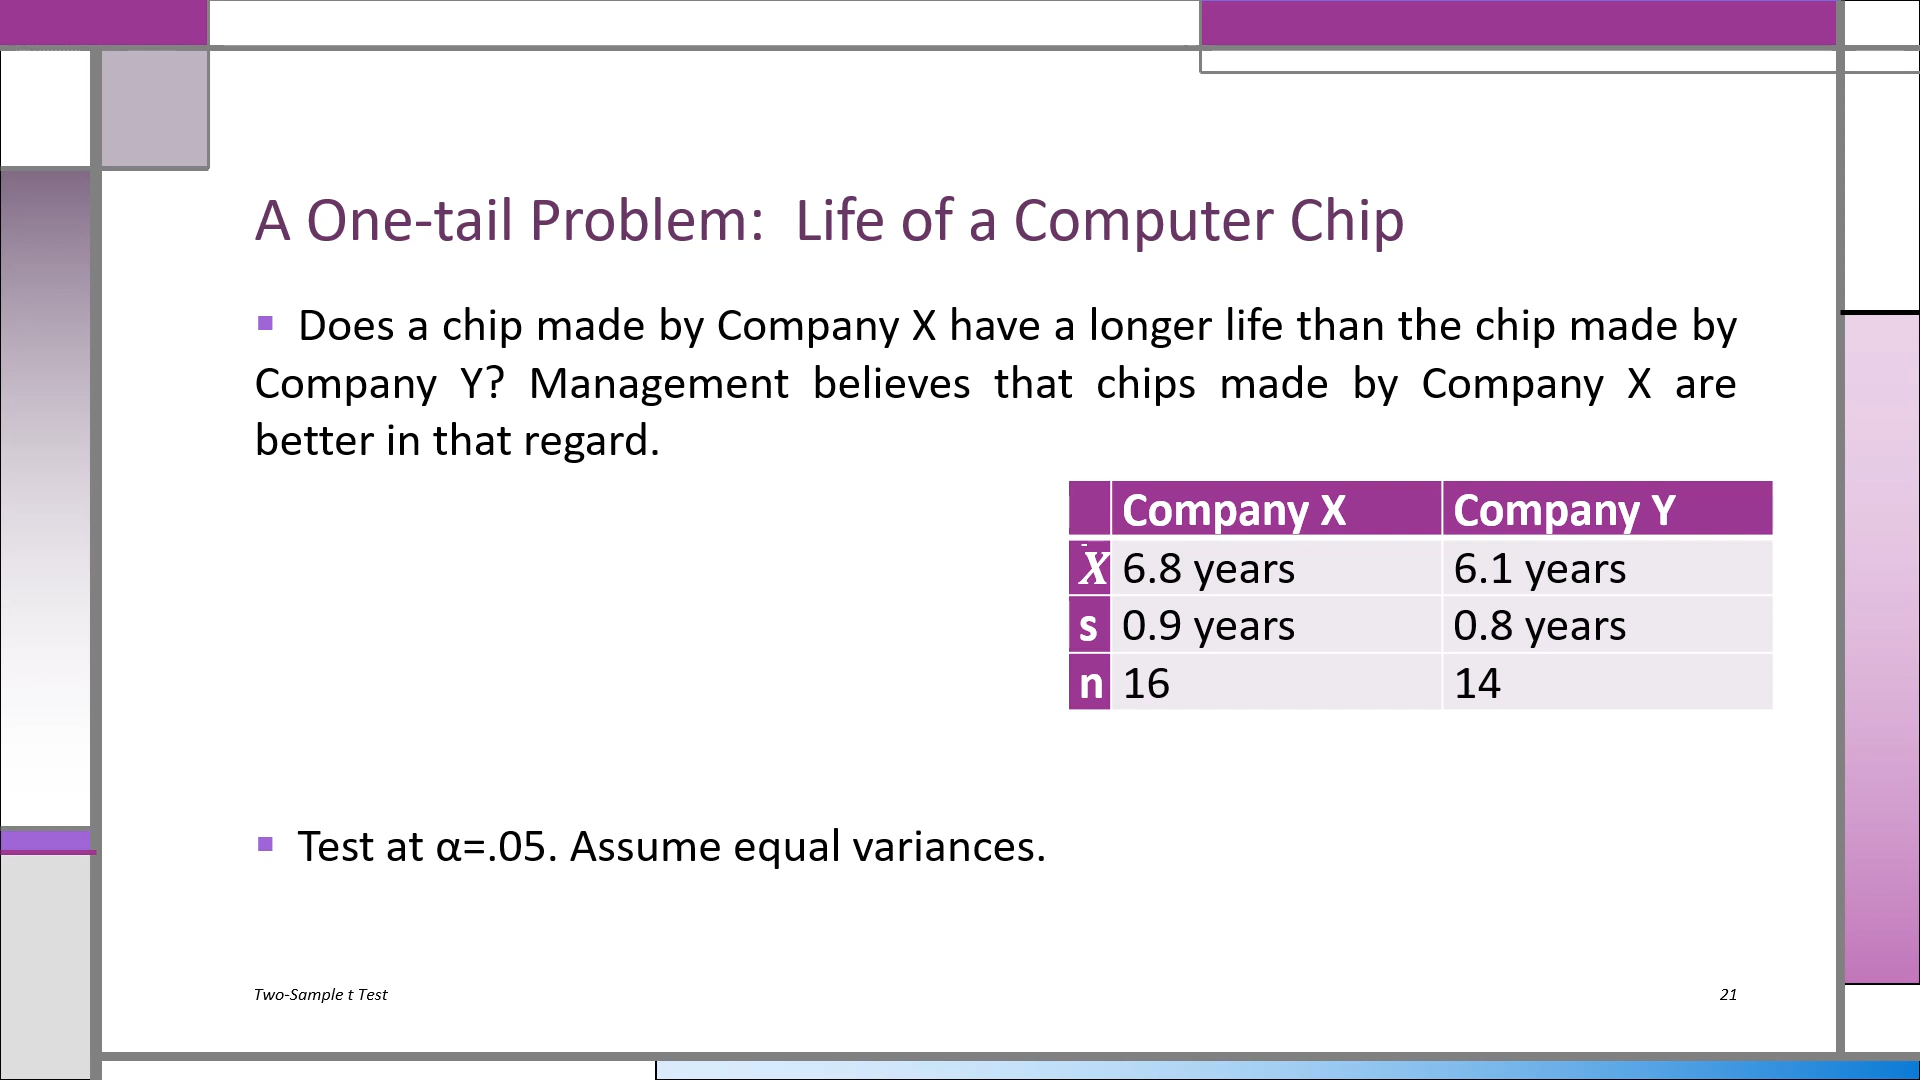 A One-tail Problem:  Life of a Computer Chip
▪ Does a chip made by Company X have a longer life than the chip made by
Company Y? Management believes that chips made by Company X are
better in that regard.
Company X Company Y
X̄ 6.8 years 6.1 years
s 0.9 years 0.8 years
n 16 14
▪ Test at α=.05. Assume equal variances.
Two-Sample t Test 21